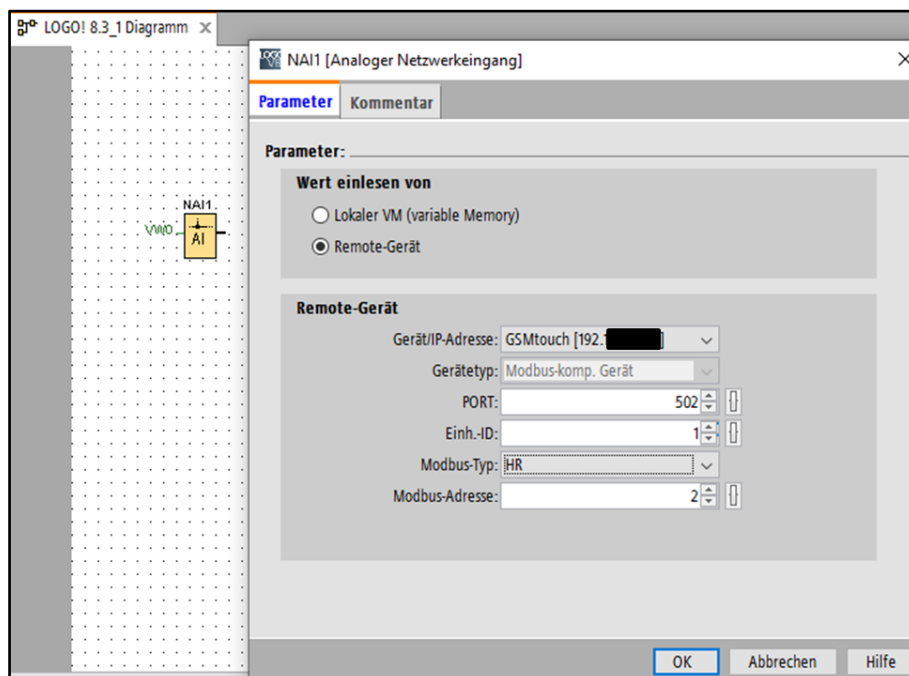 LOGO! 8.3_1 Diagramm
NAI1 [Analoger Netzwerkeingang]
Parameter Kommentar
Parameter:
Wert einlesen von
Lokaler VM (variable Memory)
Remote-Gerät
NAI1
AI
Remote-Gerät
Gerät/IP-Adresse: GSMtouch [192.1 ]
Gerätetyp: Modbus-komp. Gerät
PORT: 502
Einh.-ID: 1
Modbus-Typ: HR
Modbus-Adresse: 2
OK Abbrechen Hilfe